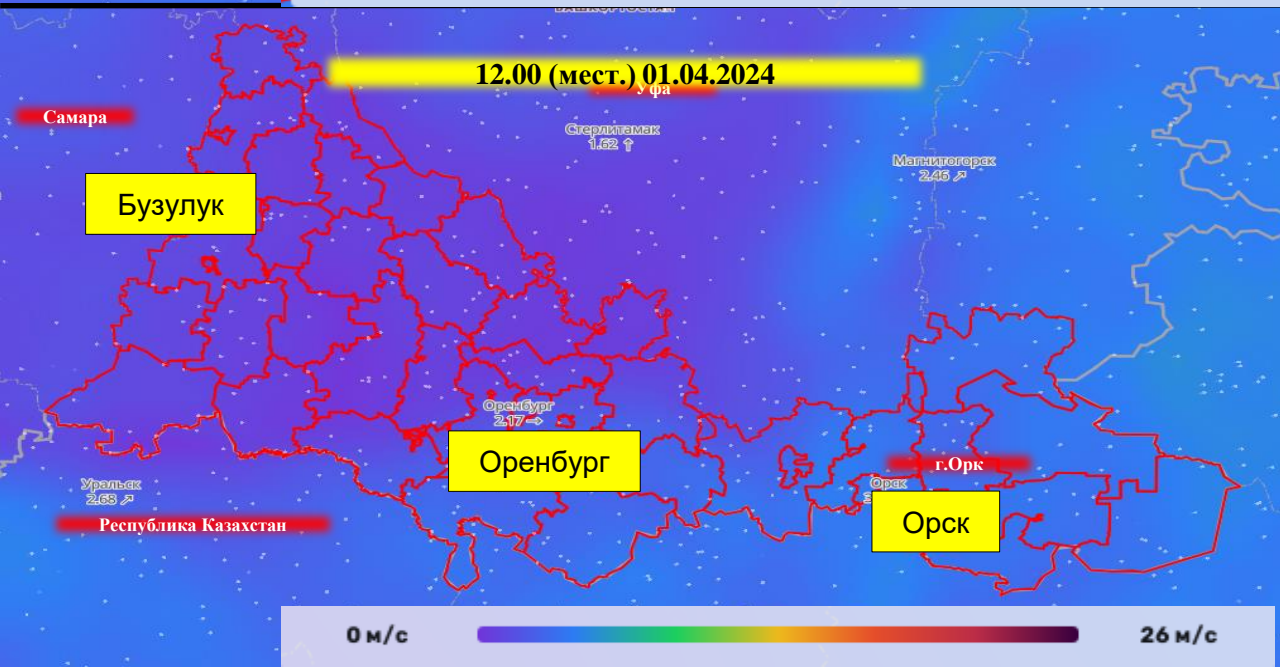 12.00 (мест.) 01.04.2024
Уфа
Самара
Стерлитамак
1.62 ↑
Магнитогорск
2.46 ↗
Бузулук
Оренбург
2.17 →
Оренбург
г.Орк
Уральск
2.68 ↗
Орск
Республика Казахстан
Орск
0 м/с
26 м/с